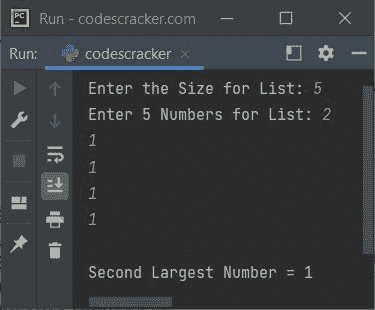 Run - codescracker.com
Run: codescracker
Enter the Size for List: 5
Enter 5 Numbers for List: 2
1
1
1
1
Second Largest Number = 1